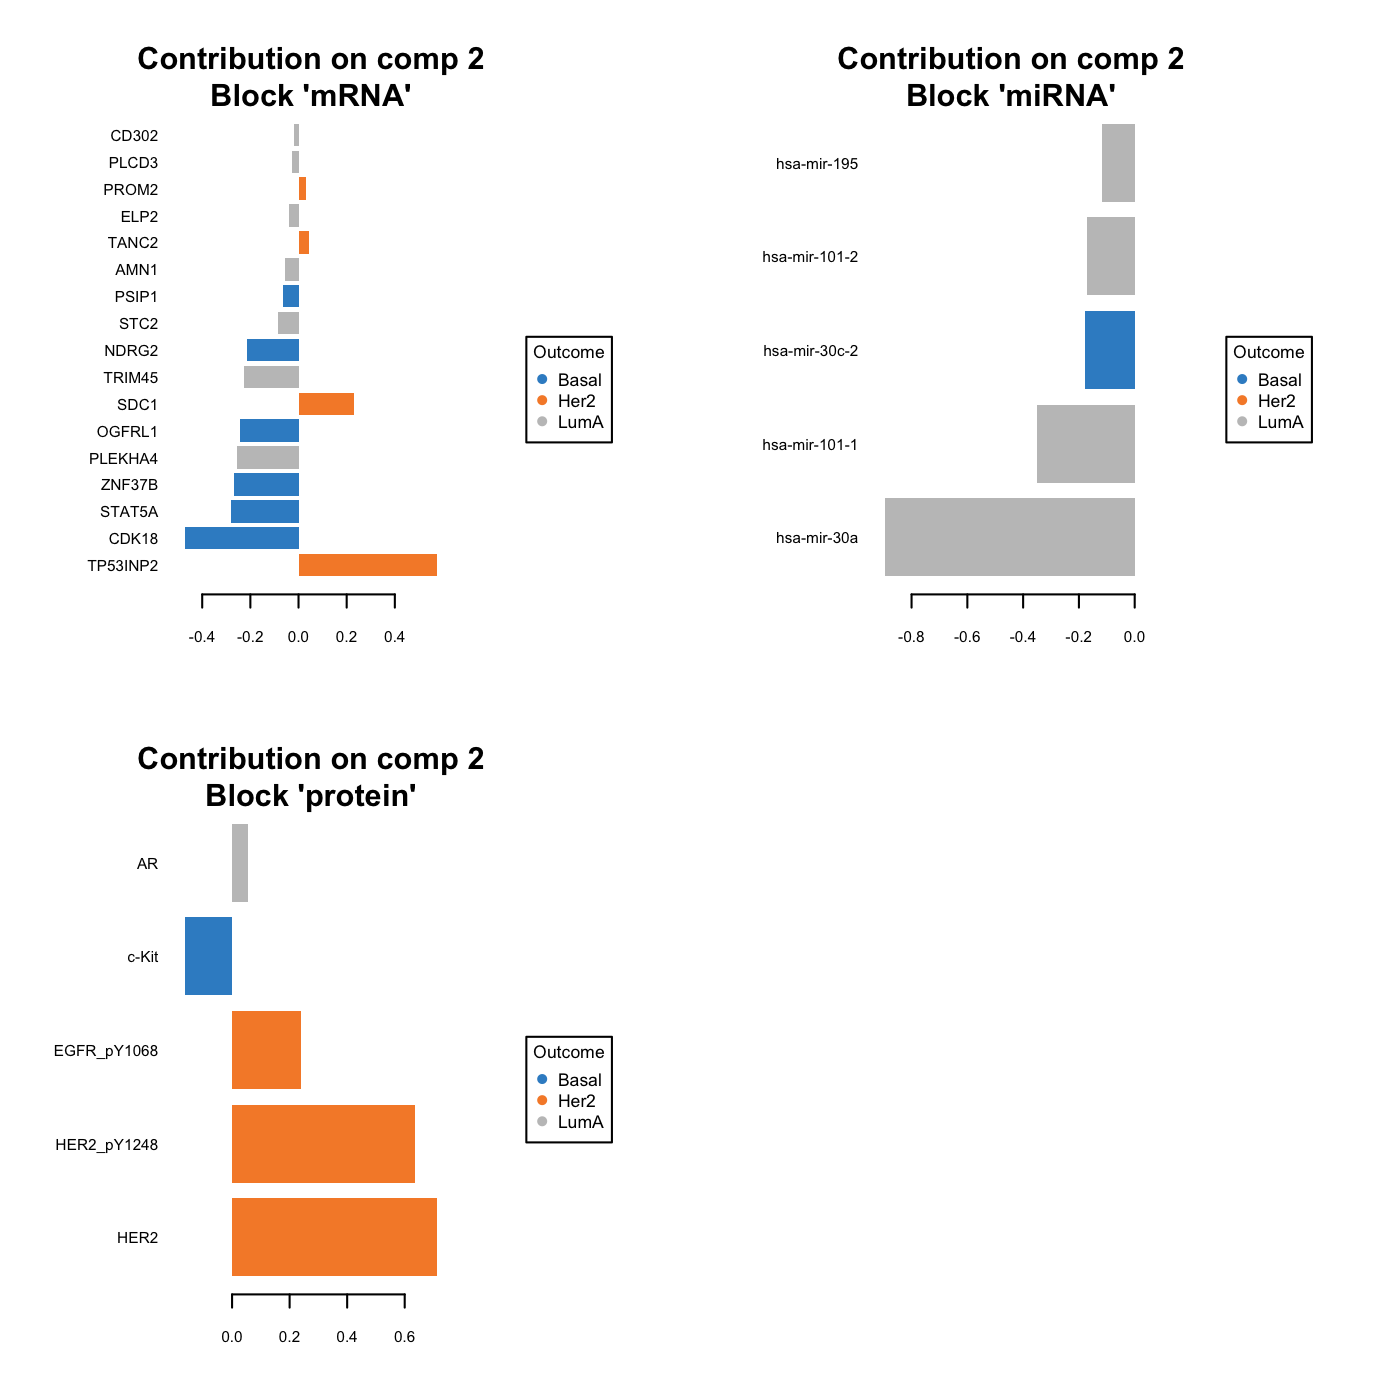 Contribution on comp 2
Block 'mRNA'
CD302
PLCD3
PROM2
ELP2
TANC2
AMN1
PSIP1
STC2
NDRG2
TRIM45
SDC1
OGFRL1
PLEKHA4
ZNF37B
STAT5A
CDK18
TP53INP2
-0.4 -0.2 0.0 0.2 0.4
Outcome
Basal
Her2
LumA
Contribution on comp 2
Block 'miRNA'
hsa-mir-195
hsa-mir-101-2
hsa-mir-30c-2
hsa-mir-101-1
hsa-mir-30a
-0.8 -0.6 -0.4 -0.2 0.0
Outcome
Basal
Her2
LumA
Contribution on comp 2
Block 'protein'
AR
c-Kit
EGFR_pY1068
HER2_pY1248
HER2
0.0 0.2 0.4 0.6
Outcome
Basal
Her2
LumA